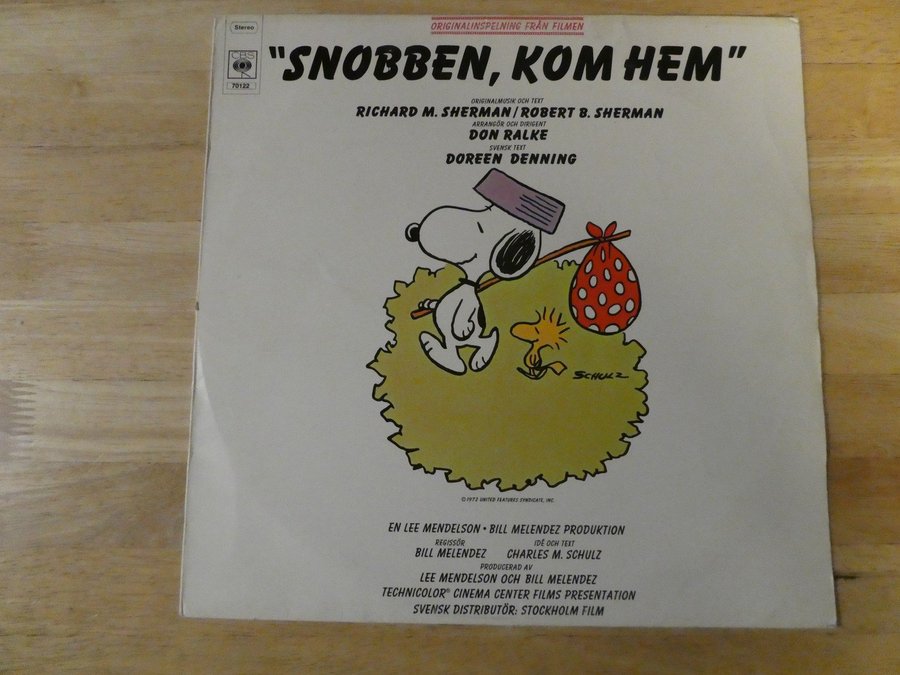 Stereo
CBS
70122
ORIGINALINSPELNING FRÅN FILMEN
"SNOBBEN, KOM HEM"
ORIGINALMUSIK OCH TEXT
RICHARD M. SHERMAN / ROBERT B. SHERMAN
ARRANGÖR OCH DIRIGENT
DON RALKE
SVENSK TEXT
DOREEN DENNING
SCHULZ
© 1972 UNITED FEATURES SYNDICATE, INC.
EN LEE MENDELSON • BILL MELENDEZ PRODUKTION
REGISSÖR IDÉ OCH TEXT
BILL MELENDEZ CHARLES M. SCHULZ
PRODUCERAD AV
LEE MENDELSON OCH BILL MELENDEZ
TECHNICOLOR® CINEMA CENTER FILMS PRESENTATION
SVENSK DISTRIBUTÖR: STOCKHOLM FILM